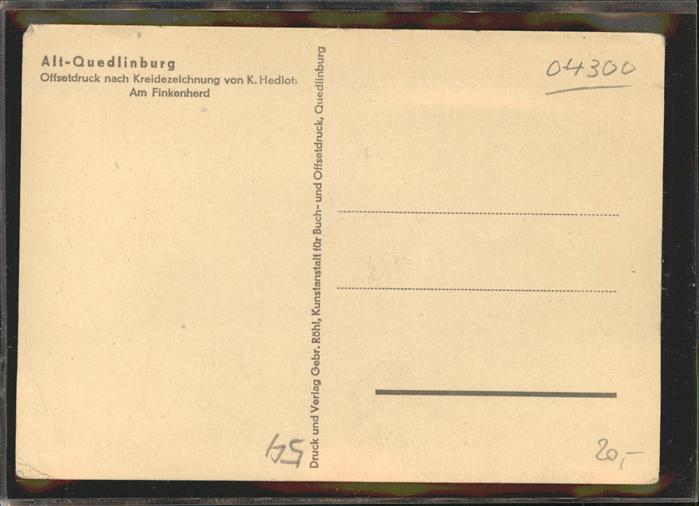 Alt-Quedlinburg
Offsetdruck nach Kreidezeichnung von K. Hedloff
Am Finkenherd
Druck und Verlag Gebr. Röhl, Kunstanstalt für Buch- und Offsetdruck, Quedlinburg
04300
54
20,-